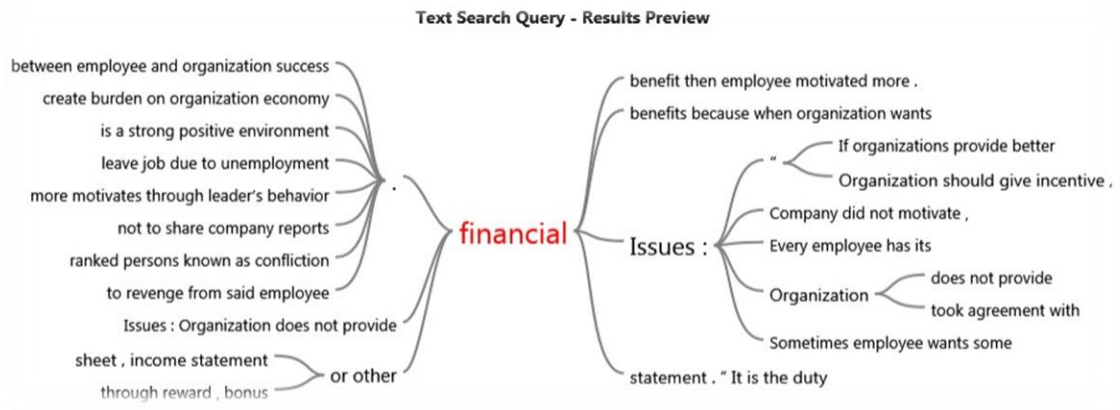 Text Search Query - Results Preview
between employee and organization success
create burden on organization economy
is a strong positive environment
leave job due to unemployment
more motivates through leader's behavior
not to share company reports
ranked persons known as confliction
to revenge from said employee
.
Issues : Organization does not provide
sheet , income statement
through reward , bonus
or other
financial
benefit then employee motivated more .
benefits because when organization wants
Issues :
"
If organizations provide better
Organization should give incentive ,
Company did not motivate ,
Every employee has its
Organization
does not provide
took agreement with
Sometimes employee wants some
statement . " It is the duty